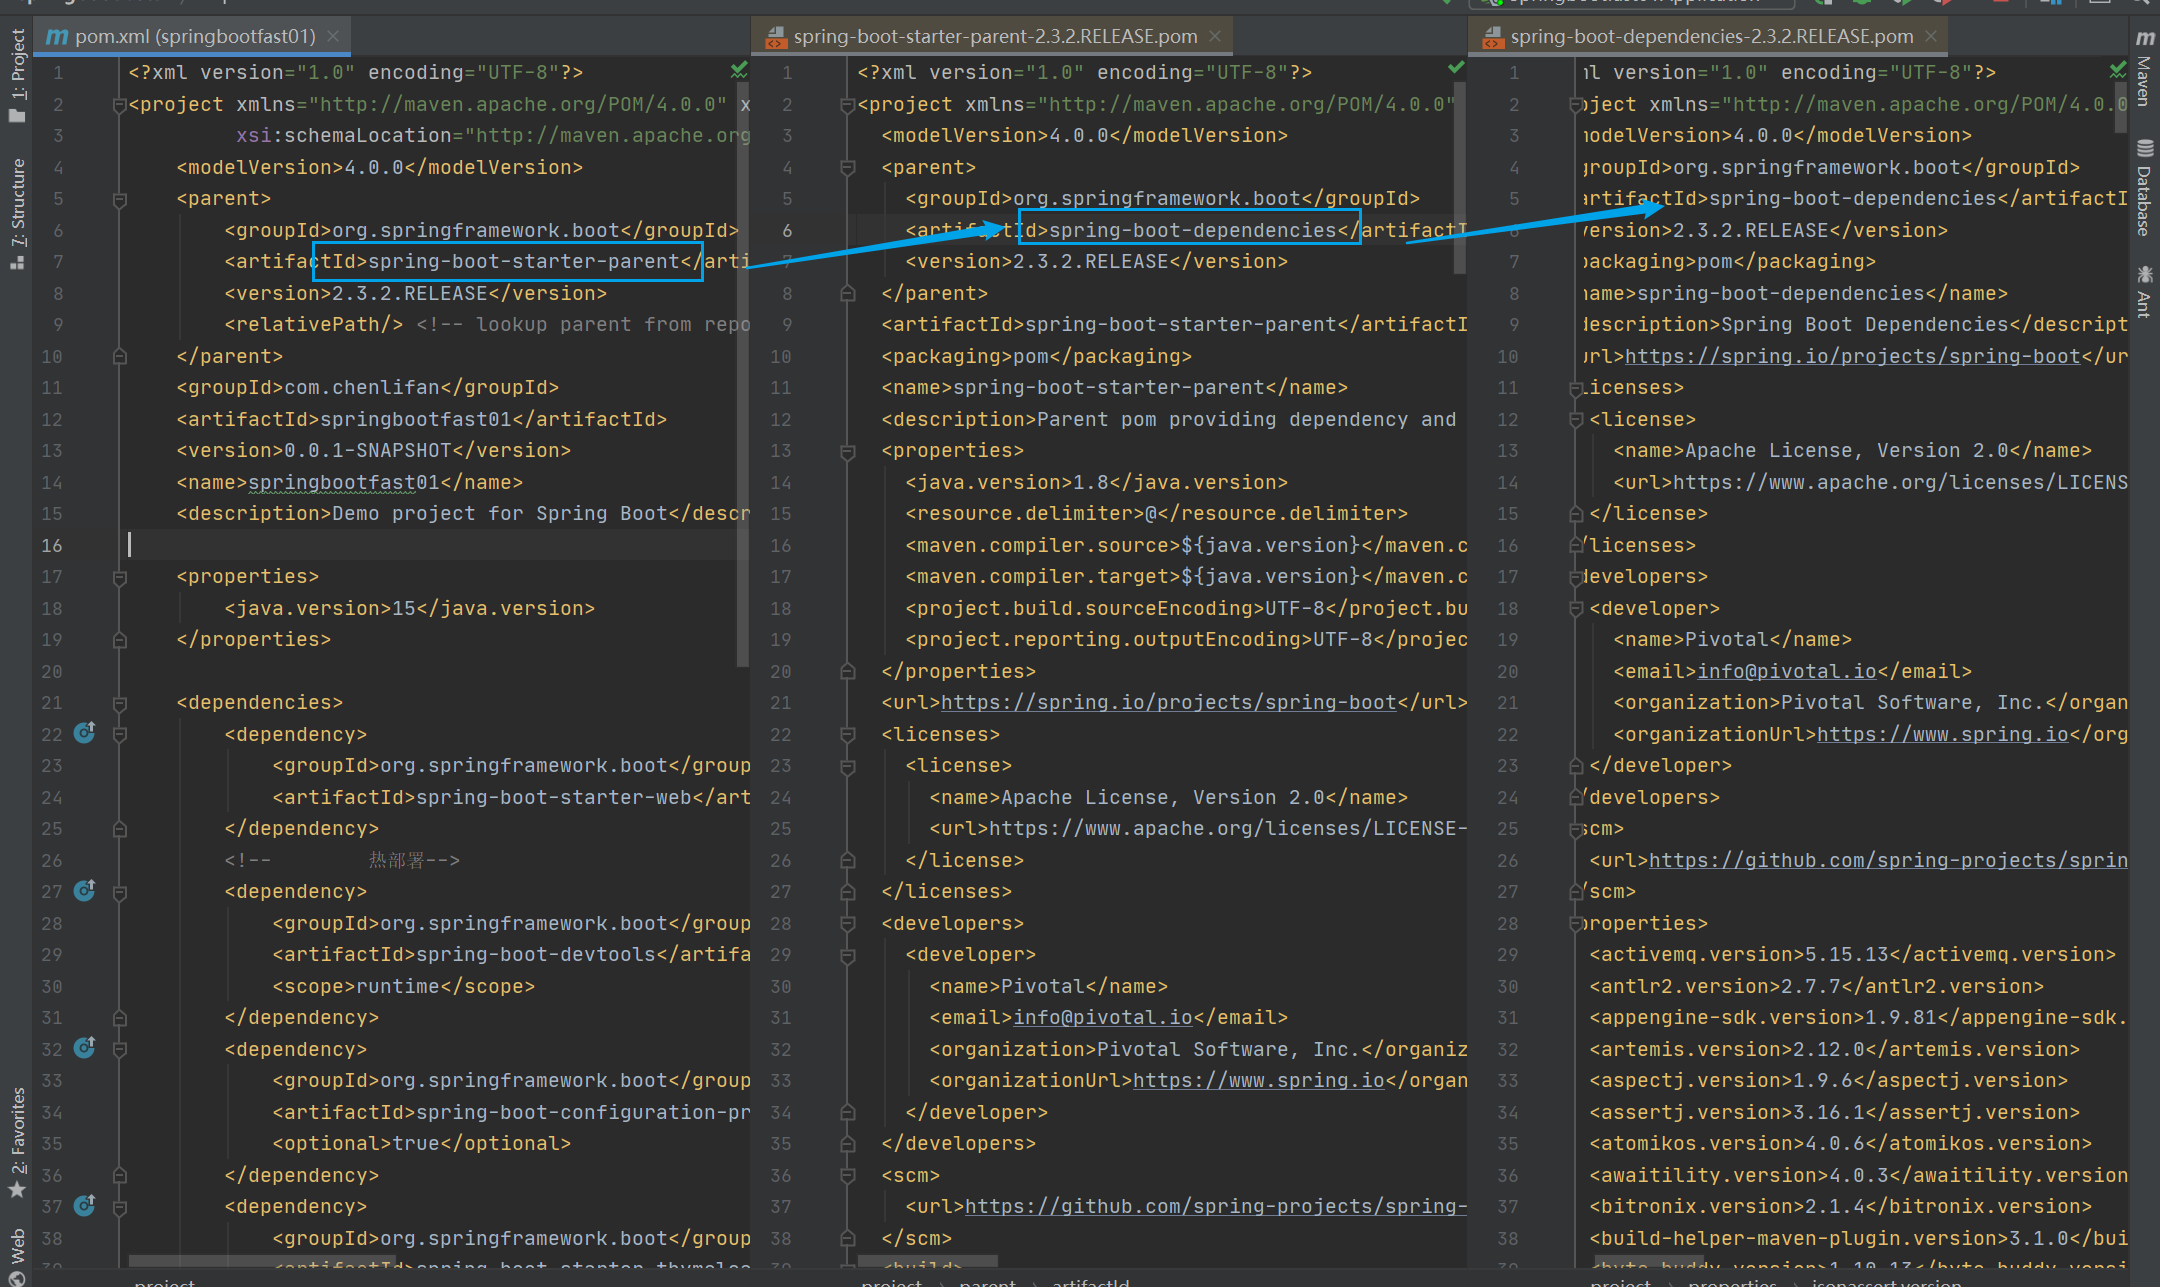 1: Project
7: Structure
2: Favorites
Web
pom.xml (springbootfast01)
1 <?xml version="1.0" encoding="UTF-8"?>
2 <project xmlns="http://maven.apache.org/POM/4.0.0" x
3 xsi:schemaLocation="http://maven.apache.org
4 <modelVersion>4.0.0</modelVersion>
5 <parent>
6 <groupId>org.springframework.boot</groupId>
7 <artifactId>spring-boot-starter-parent</arti
8 <version>2.3.2.RELEASE</version>
9 <relativePath/> <!-- lookup parent from repo
10 </parent>
11 <groupId>com.chenlifan</groupId>
12 <artifactId>springbootfast01</artifactId>
13 <version>0.0.1-SNAPSHOT</version>
14 <name>springbootfast01</name>
15 <description>Demo project for Spring Boot</descr
16
17 <properties>
18 <java.version>15</java.version>
19 </properties>
20
21 <dependencies>
22 <dependency>
23 <groupId>org.springframework.boot</group
24 <artifactId>spring-boot-starter-web</art
25 </dependency>
26 <!-- 热部署-->
27 <dependency>
28 <groupId>org.springframework.boot</group
29 <artifactId>spring-boot-devtools</artifa
30 <scope>runtime</scope>
31 </dependency>
32 <dependency>
33 <groupId>org.springframework.boot</group
34 <artifactId>spring-boot-configuration-pr
35 <optional>true</optional>
36 </dependency>
37 <dependency>
38 <groupId>org.springframework.boot</group
project
spring-boot-starter-parent-2.3.2.RELEASE.pom
1 <?xml version="1.0" encoding="UTF-8"?>
2 <project xmlns="http://maven.apache.org/POM/4.0.0"
3 <modelVersion>4.0.0</modelVersion>
4 <parent>
5 <groupId>org.springframework.boot</groupId>
6 <artifactId>spring-boot-dependencies</artifactI
7 <version>2.3.2.RELEASE</version>
8 </parent>
9 <artifactId>spring-boot-starter-parent</artifactI
10 <packaging>pom</packaging>
11 <name>spring-boot-starter-parent</name>
12 <description>Parent pom providing dependency and
13 <properties>
14 <java.version>1.8</java.version>
15 <resource.delimiter>@</resource.delimiter>
16 <maven.compiler.source>${java.version}</maven.c
17 <maven.compiler.target>${java.version}</maven.c
18 <project.build.sourceEncoding>UTF-8</project.bu
19 <project.reporting.outputEncoding>UTF-8</projec
20 </properties>
21 <url>https://spring.io/projects/spring-boot</url>
22 <licenses>
23 <license>
24 <name>Apache License, Version 2.0</name>
25 <url>https://www.apache.org/licenses/LICENSE-
26 </license>
27 </licenses>
28 <developers>
29 <developer>
30 <name>Pivotal</name>
31 <email>info@pivotal.io</email>
32 <organization>Pivotal Software, Inc.</organiz
33 <organizationUrl>https://www.spring.io</organ
34 </developer>
35 </developers>
36 <scm>
37 <url>https://github.com/spring-projects/spring-
38 </scm>
project > parent > artifactId
spring-boot-dependencies-2.3.2.RELEASE.pom
1 ml version="1.0" encoding="UTF-8"?>
2 oject xmlns="http://maven.apache.org/POM/4.0.0
3 modelVersion>4.0.0</modelVersion>
4 groupId>org.springframework.boot</groupId>
5 artifactId>spring-boot-dependencies</artifactI
6 version>2.3.2.RELEASE</version>
7 packaging>pom</packaging>
8 name>spring-boot-dependencies</name>
9 description>Spring Boot Dependencies</descript
10 url>https://spring.io/projects/spring-boot</ur
11 licenses>
12 <license>
13 <name>Apache License, Version 2.0</name>
14 <url>https://www.apache.org/licenses/LICENS
15 </license>
16 /licenses>
17 developers>
18 <developer>
19 <name>Pivotal</name>
20 <email>info@pivotal.io</email>
21 <organization>Pivotal Software, Inc.</organ
22 <organizationUrl>https://www.spring.io</org
23 </developer>
24 /developers>
25 scm>
26 <url>https://github.com/spring-projects/sprin
27 /scm>
28 properties>
29 <activemq.version>5.15.13</activemq.version>
30 <antlr2.version>2.7.7</antlr2.version>
31 <appengine-sdk.version>1.9.81</appengine-sdk.
32 <artemis.version>2.12.0</artemis.version>
33 <aspectj.version>1.9.6</aspectj.version>
34 <assertj.version>3.16.1</assertj.version>
35 <atomikos.version>4.0.6</atomikos.version>
36 <awaitility.version>4.0.3</awaitility.version
37 <bitronix.version>2.1.4</bitronix.version>
38 <build-helper-maven-plugin.version>3.1.0</bui
project > properties > jsonassert.version
Maven
Database
Ant